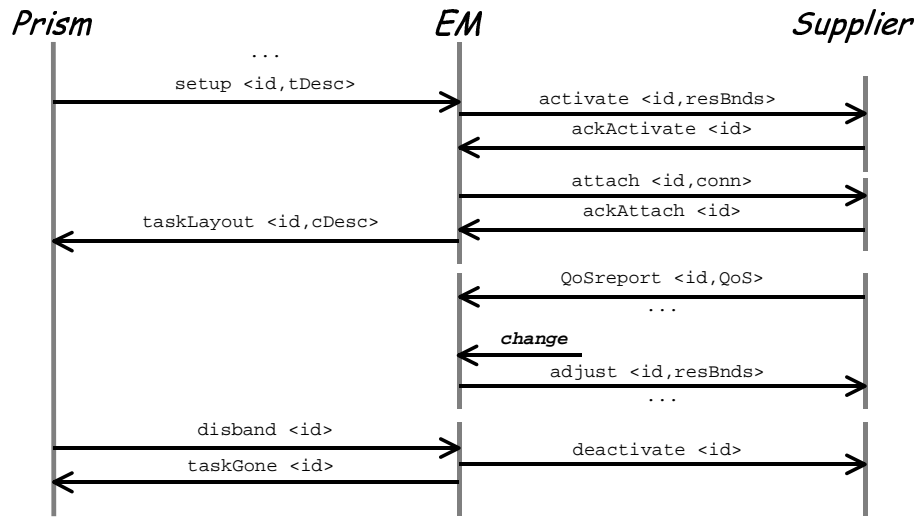 Prism EM Supplier
...
setup <id,tDesc>
activate <id,resBnds>
ackActivate <id>
attach <id,conn>
ackAttach <id>
taskLayout <id,cDesc>
QoSreport <id,QoS>
...
change
adjust <id,resBnds>
...
disband <id>
deactivate <id>
taskGone <id>